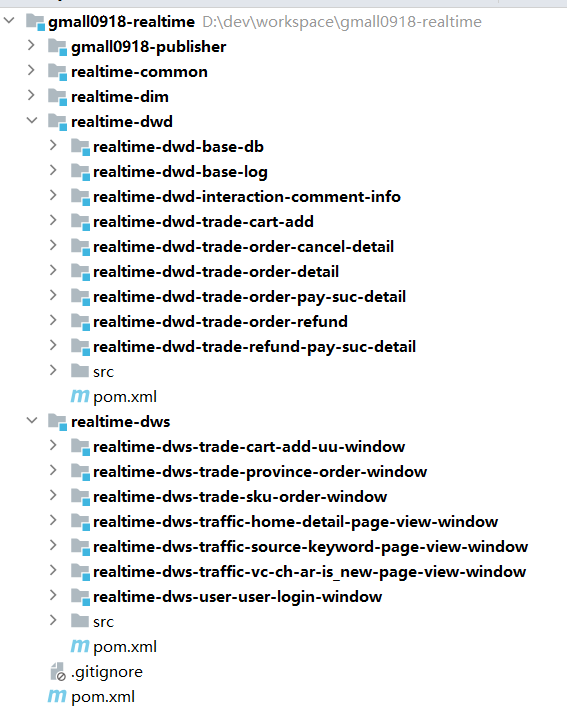 gmall0918-realtime D:\dev\workspace\gmall0918-realtime
gmall0918-publisher
realtime-common
realtime-dim
realtime-dwd
realtime-dwd-base-db
realtime-dwd-base-log
realtime-dwd-interaction-comment-info
realtime-dwd-trade-cart-add
realtime-dwd-trade-order-cancel-detail
realtime-dwd-trade-order-detail
realtime-dwd-trade-order-pay-suc-detail
realtime-dwd-trade-order-refund
realtime-dwd-trade-refund-pay-suc-detail
src
pom.xml
realtime-dws
realtime-dws-trade-cart-add-uu-window
realtime-dws-trade-province-order-window
realtime-dws-trade-sku-order-window
realtime-dws-traffic-home-detail-page-view-window
realtime-dws-traffic-source-keyword-page-view-window
realtime-dws-traffic-vc-ch-ar-is_new-page-view-window
realtime-dws-user-user-login-window
src
pom.xml
.gitignore
pom.xml